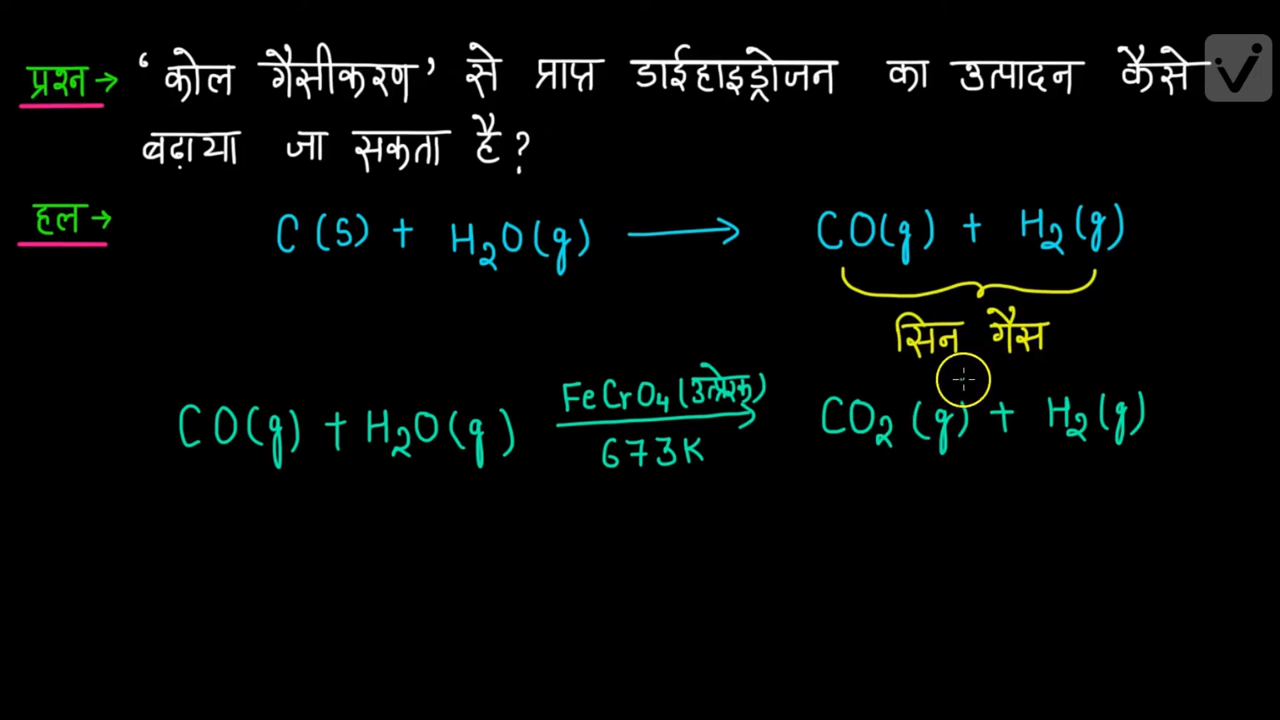 प्रश्न → 'कोल गैसीकरण' से प्राप्त डाईहाइड्रोजन का उत्पादन कैसे
बढ़ाया जा सकता है?
हल → C(S) + H₂O(g) ⟶ CO(g) + H₂(g)
सिन गैस
FeCrO₄ (उत्प्रेरक)
CO(g) + H₂O(g) ⟶ CO₂(g) + H₂(g)
673K